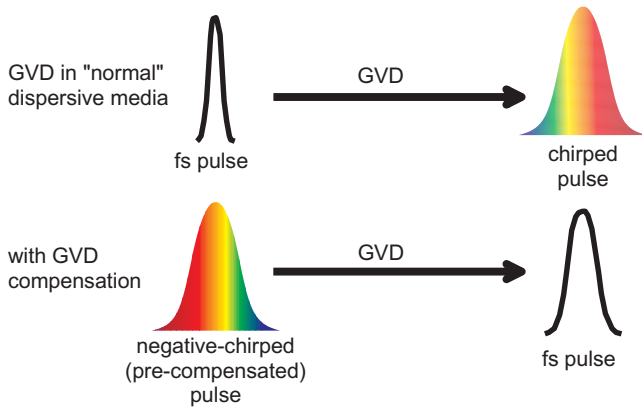 GVD in "normal"
dispersive media
GVD
fs pulse
chirped
pulse
with GVD
compensation
GVD
negative-chirped
(pre-compensated)
pulse
fs pulse